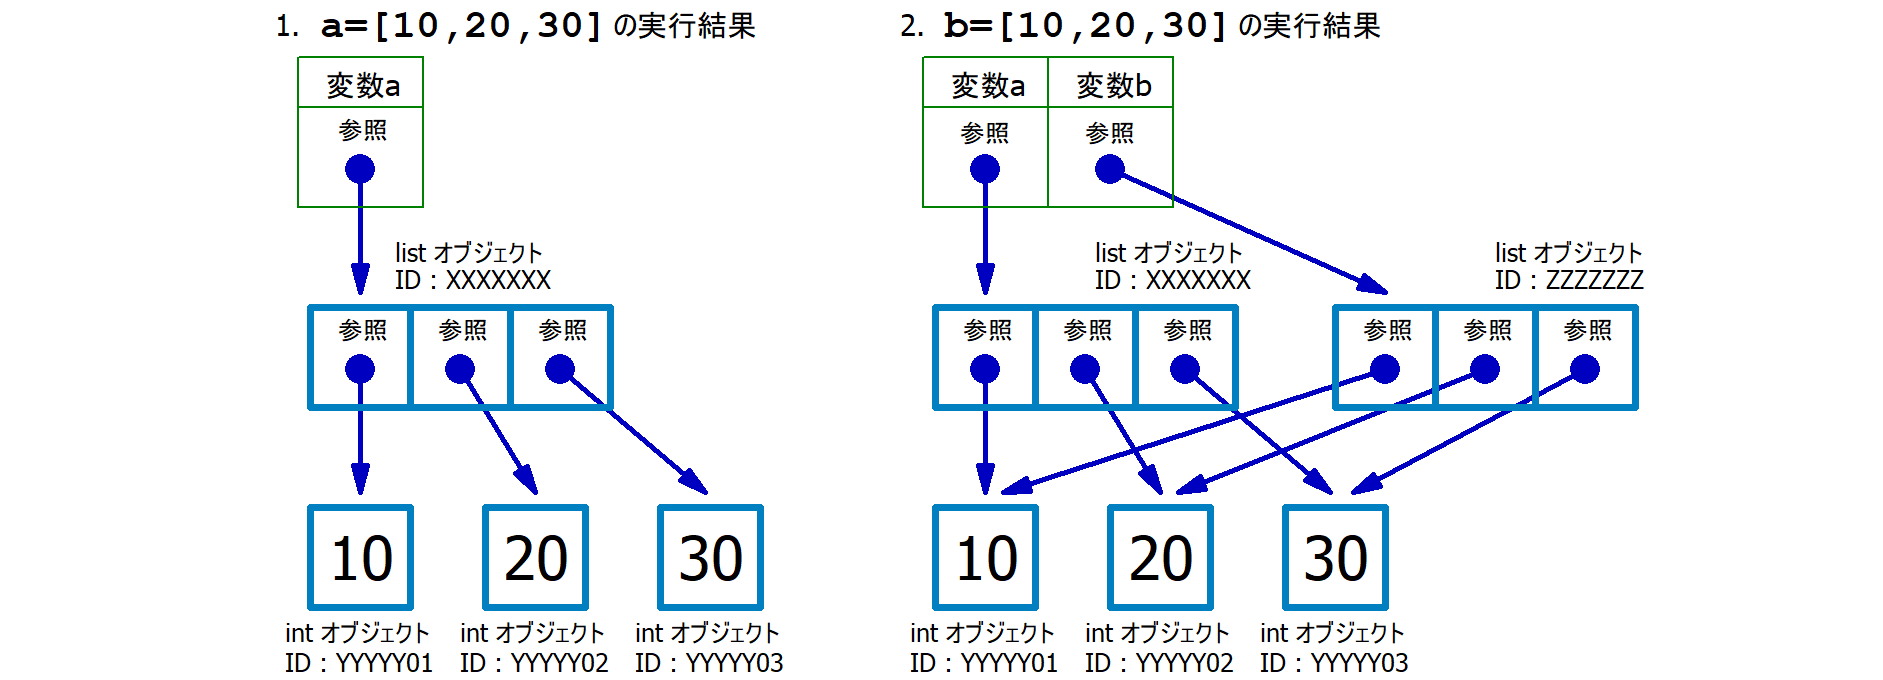 1. a=[10,20,30] の実行結果
変数a
参照
list オブジェクト
ID：XXXXXXX
参照 参照 参照
10 20 30
int オブジェクト int オブジェクト int オブジェクト
ID：YYYYY01 ID：YYYYY02 ID：YYYYY03
2. b=[10,20,30] の実行結果
変数a 変数b
参照 参照
list オブジェクト list オブジェクト
ID：XXXXXXX ID：ZZZZZZZ
参照 参照 参照 参照 参照 参照
10 20 30
int オブジェクト int オブジェクト int オブジェクト
ID：YYYYY01 ID：YYYYY02 ID：YYYYY03